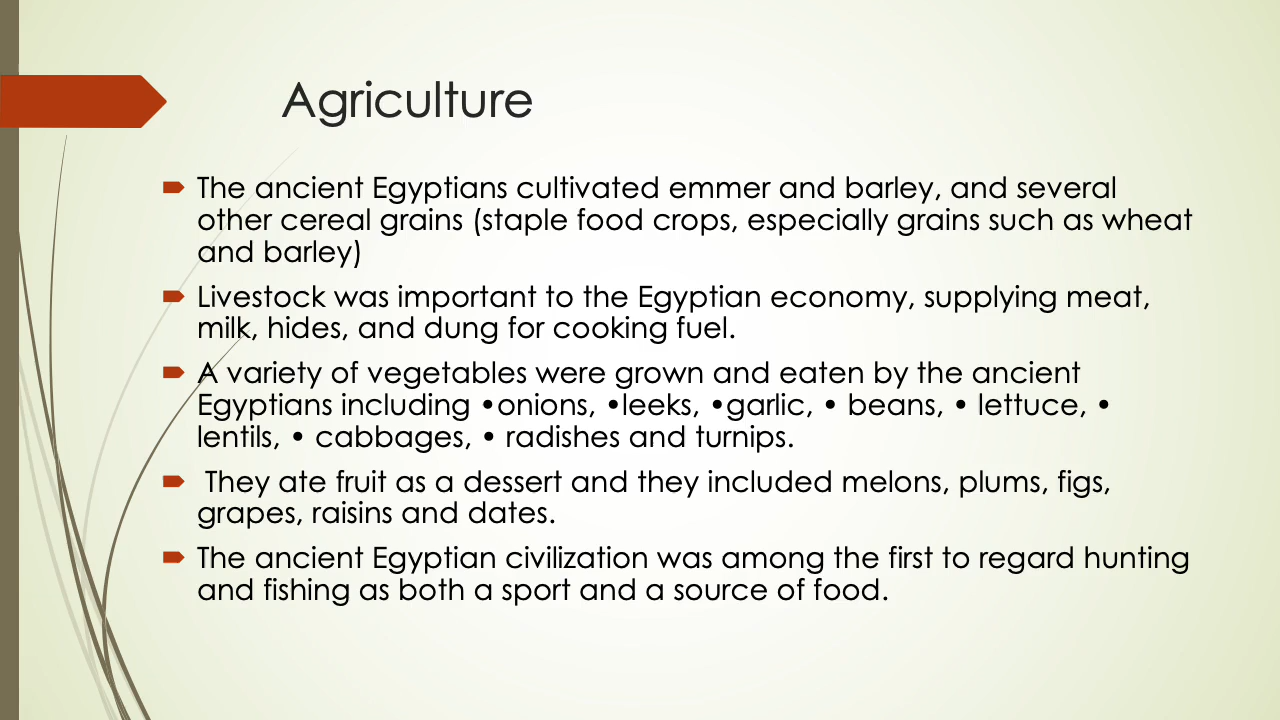 Agriculture
The ancient Egyptians cultivated emmer and barley, and several
other cereal grains (staple food crops, especially grains such as wheat
and barley)
Livestock was important to the Egyptian economy, supplying meat,
milk, hides, and dung for cooking fuel.
A variety of vegetables were grown and eaten by the ancient
Egyptians including •onions, •leeks, •garlic, • beans, • lettuce, •
lentils, • cabbages, • radishes and turnips.
They ate fruit as a dessert and they included melons, plums, figs,
grapes, raisins and dates.
The ancient Egyptian civilization was among the first to regard hunting
and fishing as both a sport and a source of food.